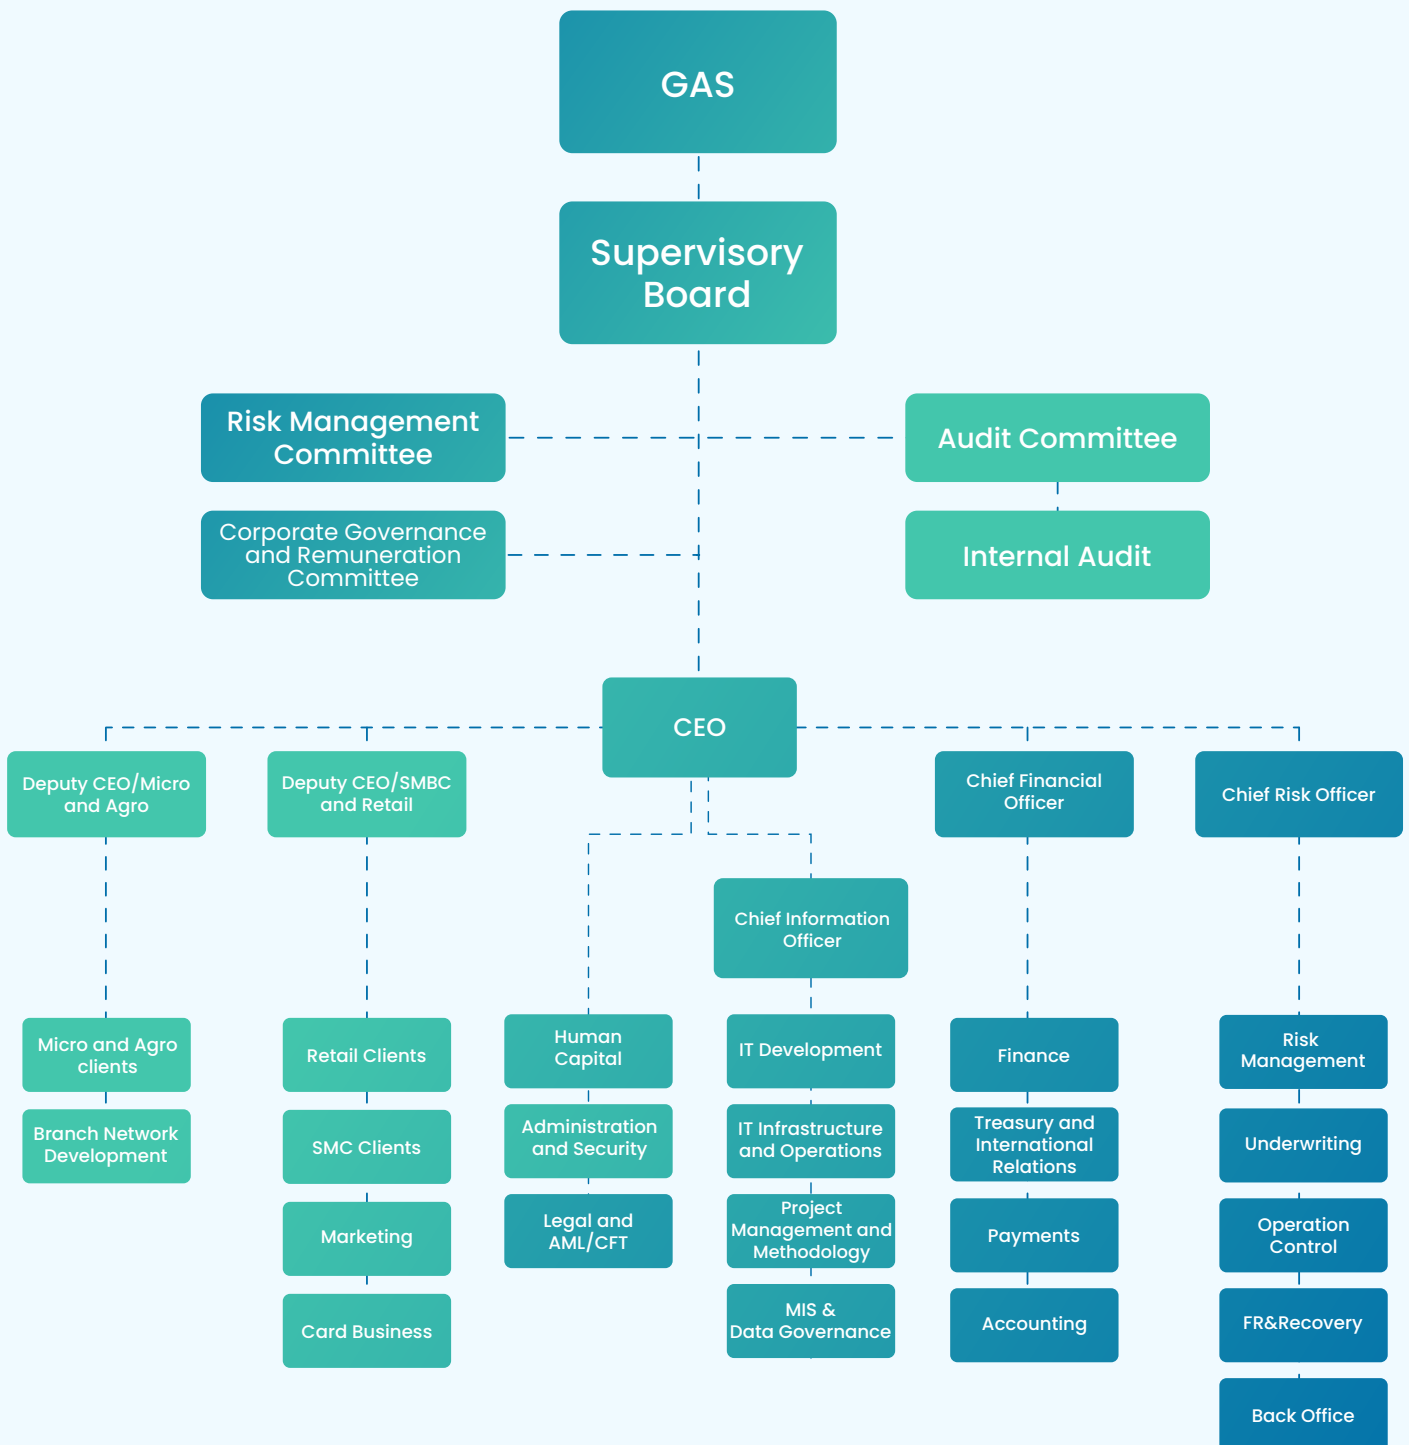 GAS
Supervisory
Board
Risk Management
Committee
Audit Committee
Corporate Governance
and Remuneration
Committee
Internal Audit
CEO
Deputy CEO/Micro
and Agro
Deputy CEO/SMBC
and Retail
Chief Financial
Officer
Chief Risk Officer
Chief Information
Officer
Micro and Agro
clients
Branch Network
Development
Retail Clients
SMC Clients
Marketing
Card Business
Human
Capital
Administration
and Security
Legal and
AML/CFT
IT Development
IT Infrastructure
and Operations
Project
Management and
Methodology
MIS &
Data Governance
Finance
Treasury and
International
Relations
Payments
Accounting
Risk
Management
Underwriting
Operation
Control
FR&Recovery
Back Office